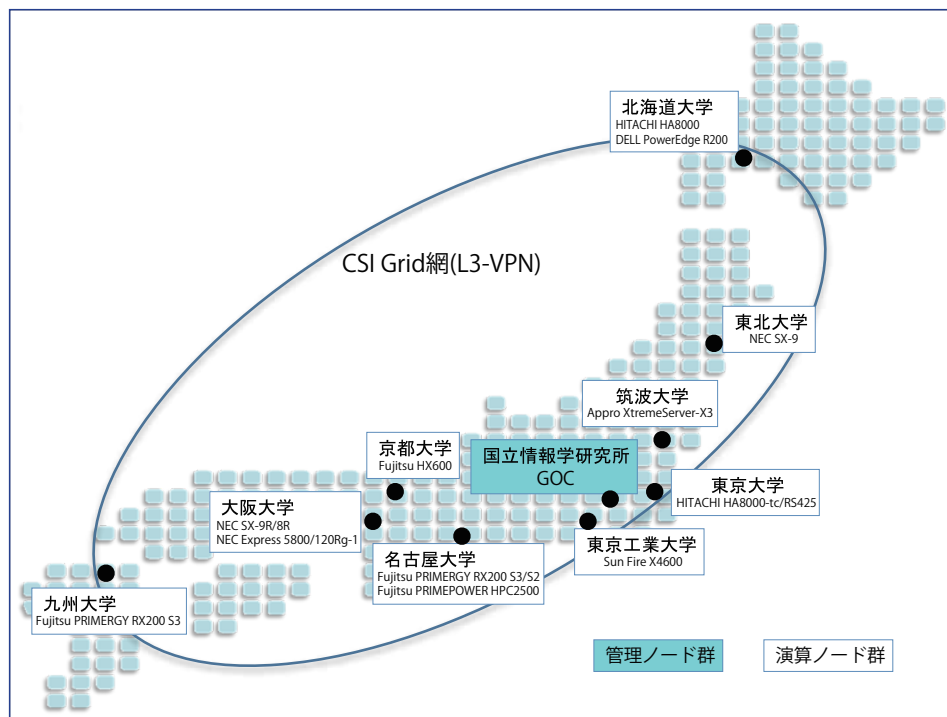 北海道大学
HITACHI HA8000
DELL PowerEdge R200
CSI Grid網(L3-VPN)
東北大学
NEC SX-9
筑波大学
Appro XtremeServer-X3
京都大学
Fujitsu HX600
国立情報学研究所
GOC
東京大学
HITACHI HA8000-tc/RS425
大阪大学
NEC SX-9R/8R
NEC Express 5800/120Rg-1
東京工業大学
Sun Fire X4600
名古屋大学
Fujitsu PRIMERGY RX200 S3/S2
Fujitsu PRIMEPOWER HPC2500
九州大学
Fujitsu PRIMERGY RX200 S3
管理ノード群
演算ノード群